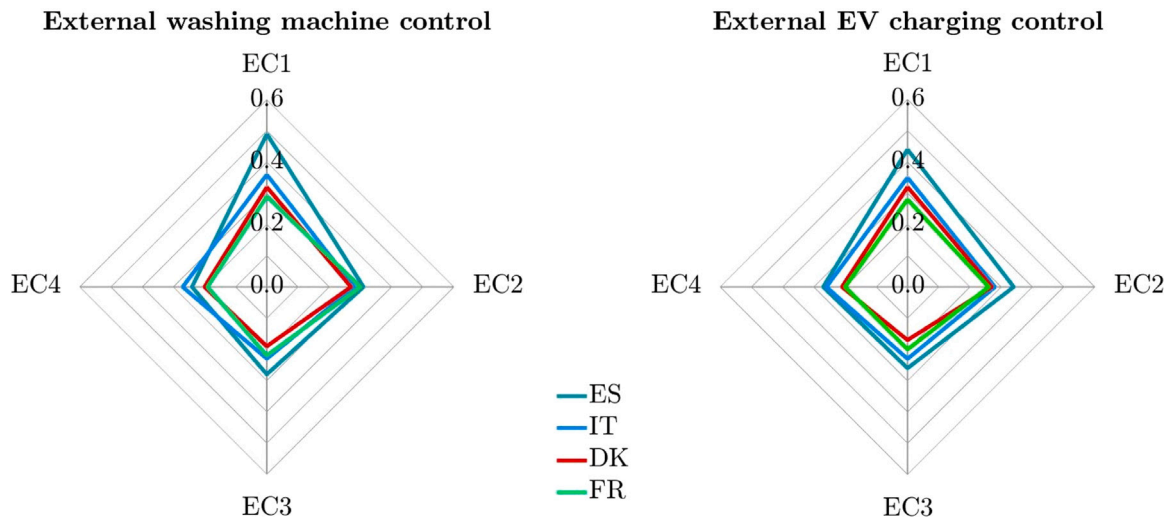 External washing machine control
EC1
0.6
0.4
0.2
0.0
EC4
EC2
EC3
External EV charging control
EC1
0.6
0.4
0.2
0.0
EC4
EC2
EC3
ES
IT
DK
FR